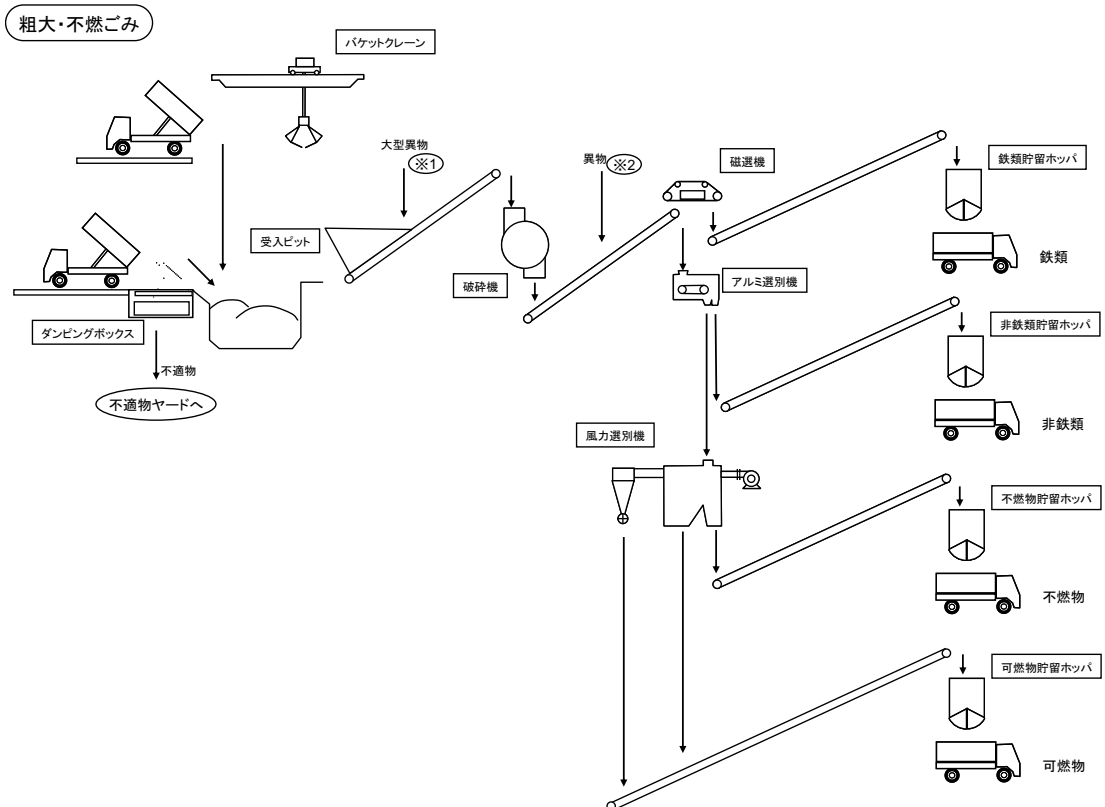 粗大・不燃ごみ
バケットクレーン
大型異物
※1
異物
※2
磁選機
鉄類貯留ホッパ
受入ピット
鉄類
破砕機
アルミ選別機
ダンピングボックス
非鉄類貯留ホッパ
不適物
不適物ヤードへ
非鉄類
風力選別機
不燃物貯留ホッパ
不燃物
可燃物貯留ホッパ
可燃物